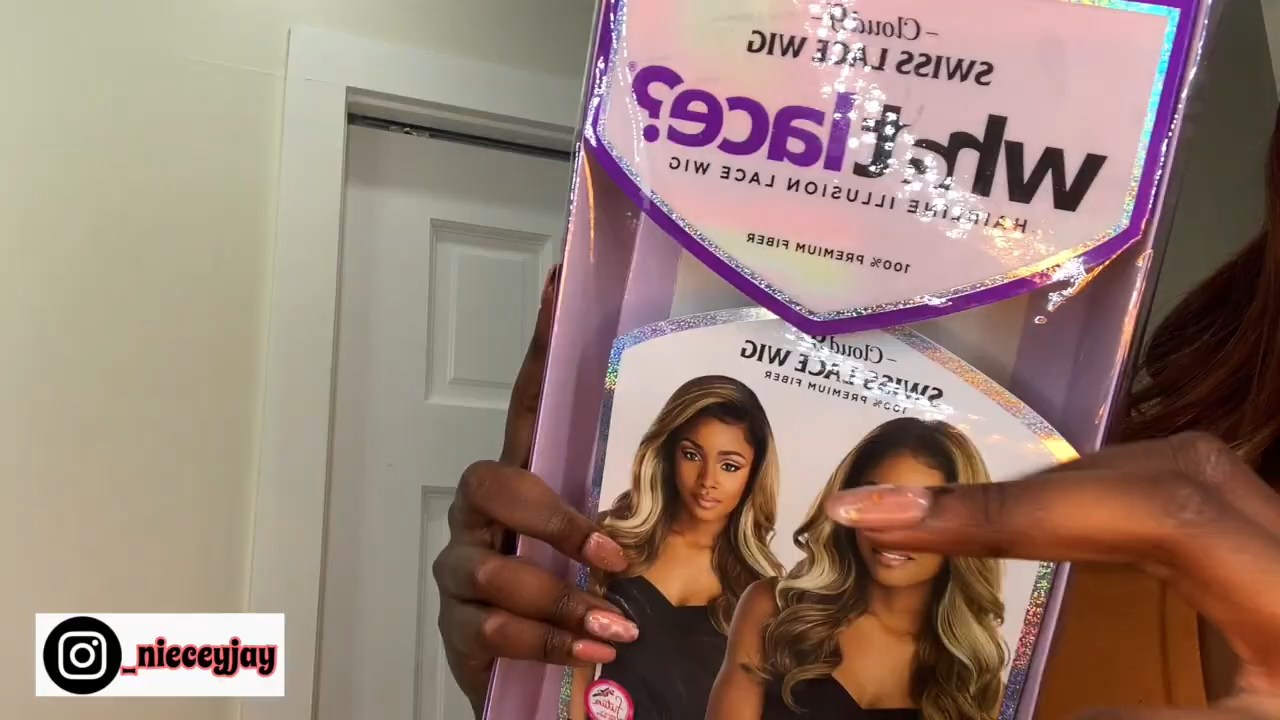 -Cloud9-
SWISS LACE WIG
whatlace?®
HAIRLINE ILLUSION LACE WIG
100% PREMIUM FIBER
-Cloud9-
SWISS LACE WIG
100% PREMIUM FIBER
_nieceyjay